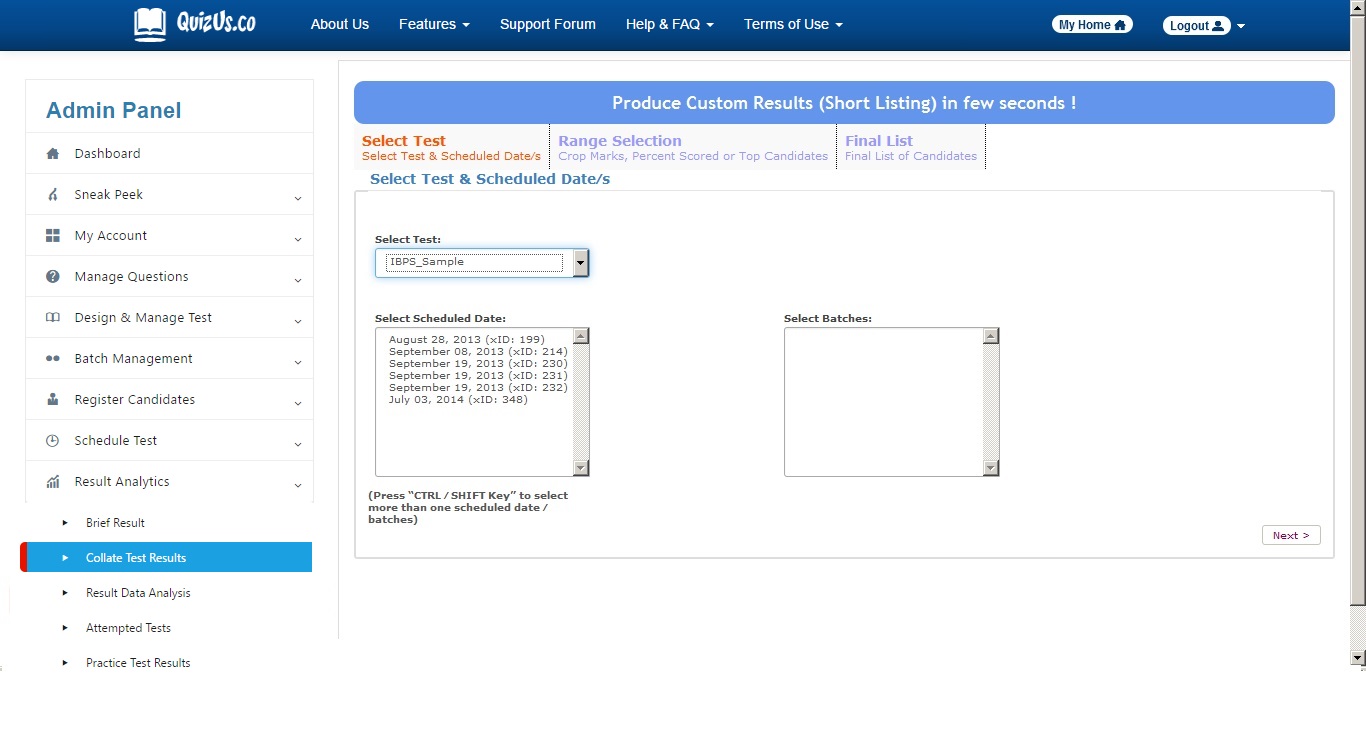 QuizUs.co
About Us
Features
Support Forum
Help & FAQ
Terms of Use
My Home
Logout
Admin Panel
Dashboard
Sneak Peek
My Account
Manage Questions
Design & Manage Test
Batch Management
Register Candidates
Schedule Test
Result Analytics
Brief Result
Collate Test Results
Result Data Analysis
Attempted Tests
Practice Test Results
Produce Custom Results (Short Listing) in few seconds !
Select Test
Select Test & Scheduled Date/s
Range Selection
Crop Marks, Percent Scored or Top Candidates
Final List
Final List of Candidates
Select Test & Scheduled Date/s
Select Test:
IBPS_Sample
Select Scheduled Date:
August 28, 2013 (xID: 199)
September 08, 2013 (xID: 214)
September 19, 2013 (xID: 230)
September 19, 2013 (xID: 231)
September 19, 2013 (xID: 232)
July 03, 2014 (xID: 348)
Select Batches:
(Press “CTRL / SHIFT Key” to select
more than one scheduled date /
batches)
Next >